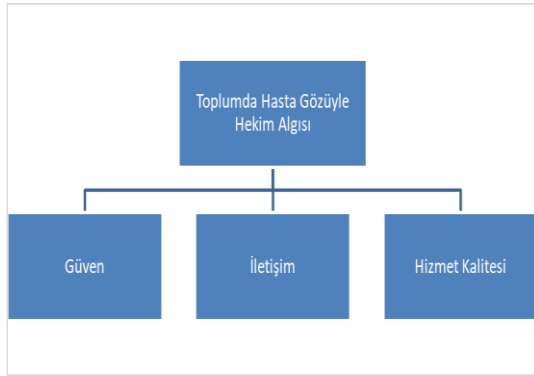 Toplumda Hasta Gözüyle
Hekim Algısı
Güven
İletişim
Hizmet Kalitesi